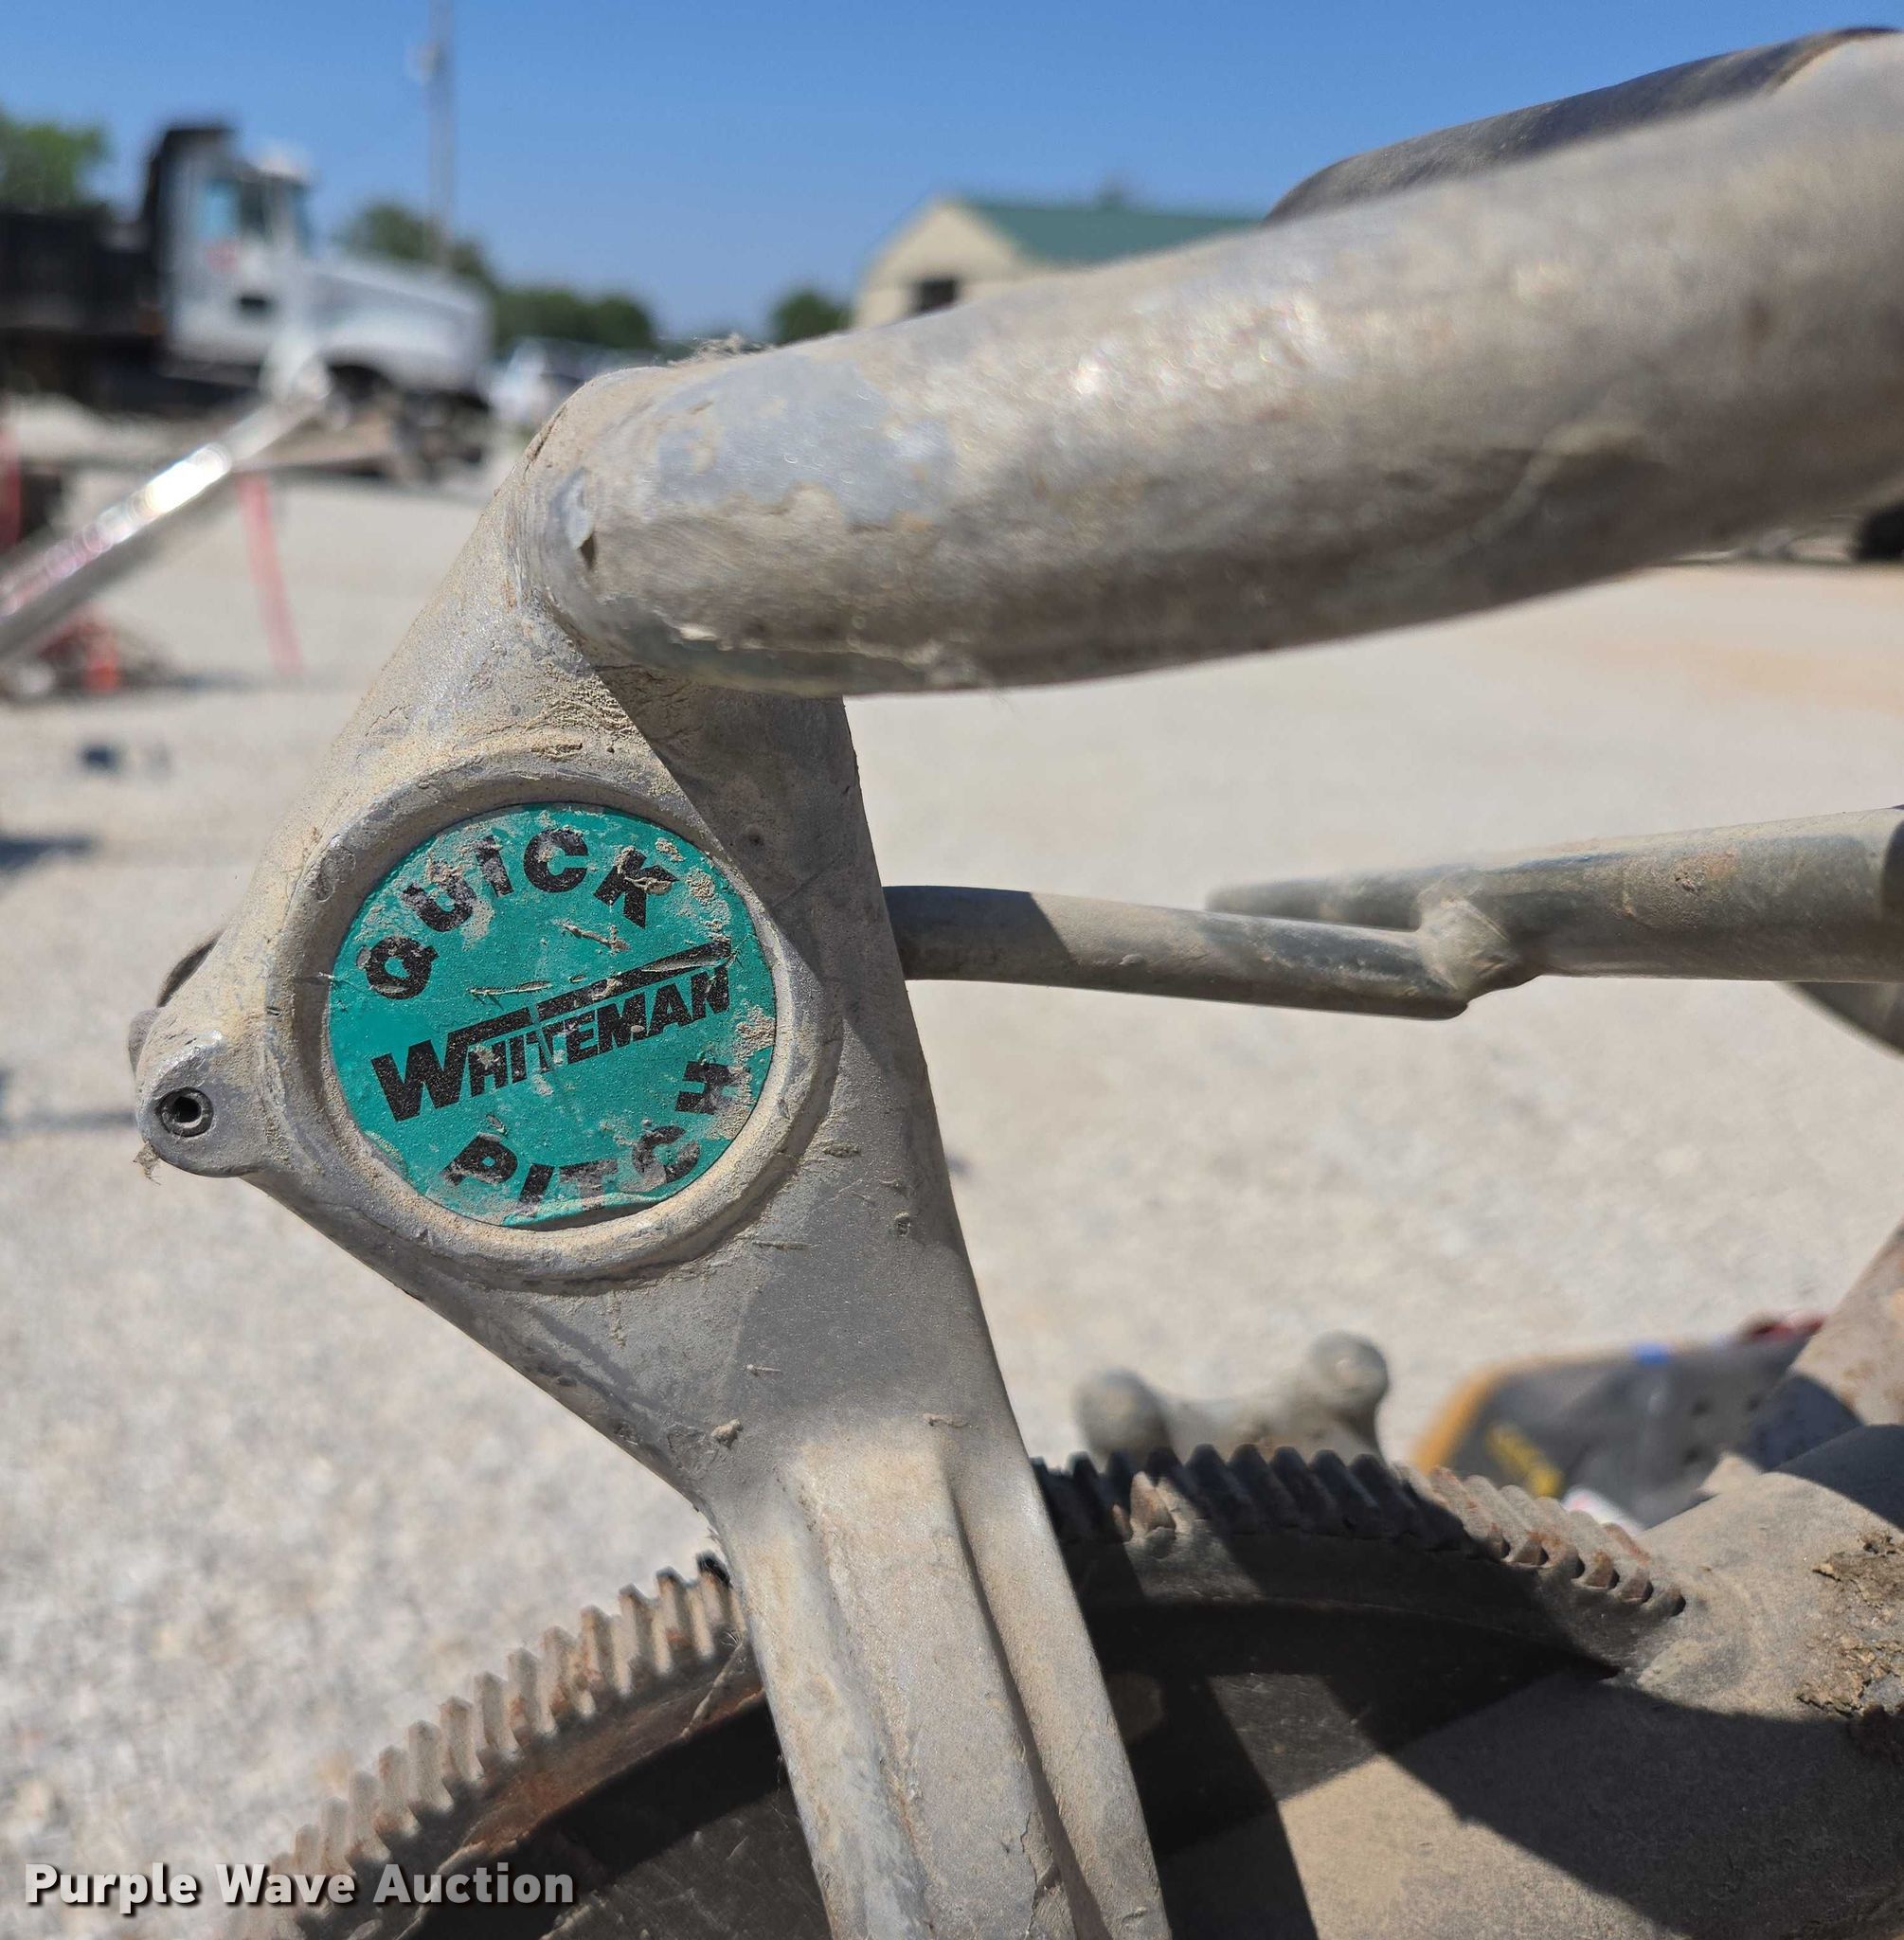 QUICK
WHITEMAN
PITCH
Purple Wave Auction